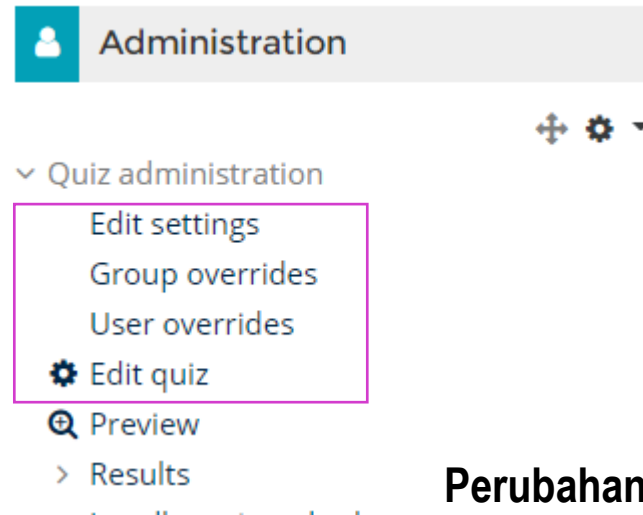 Administration
Quiz administration
Edit settings
Group overrides
User overrides
Edit quiz
Preview
Results
Perubahan